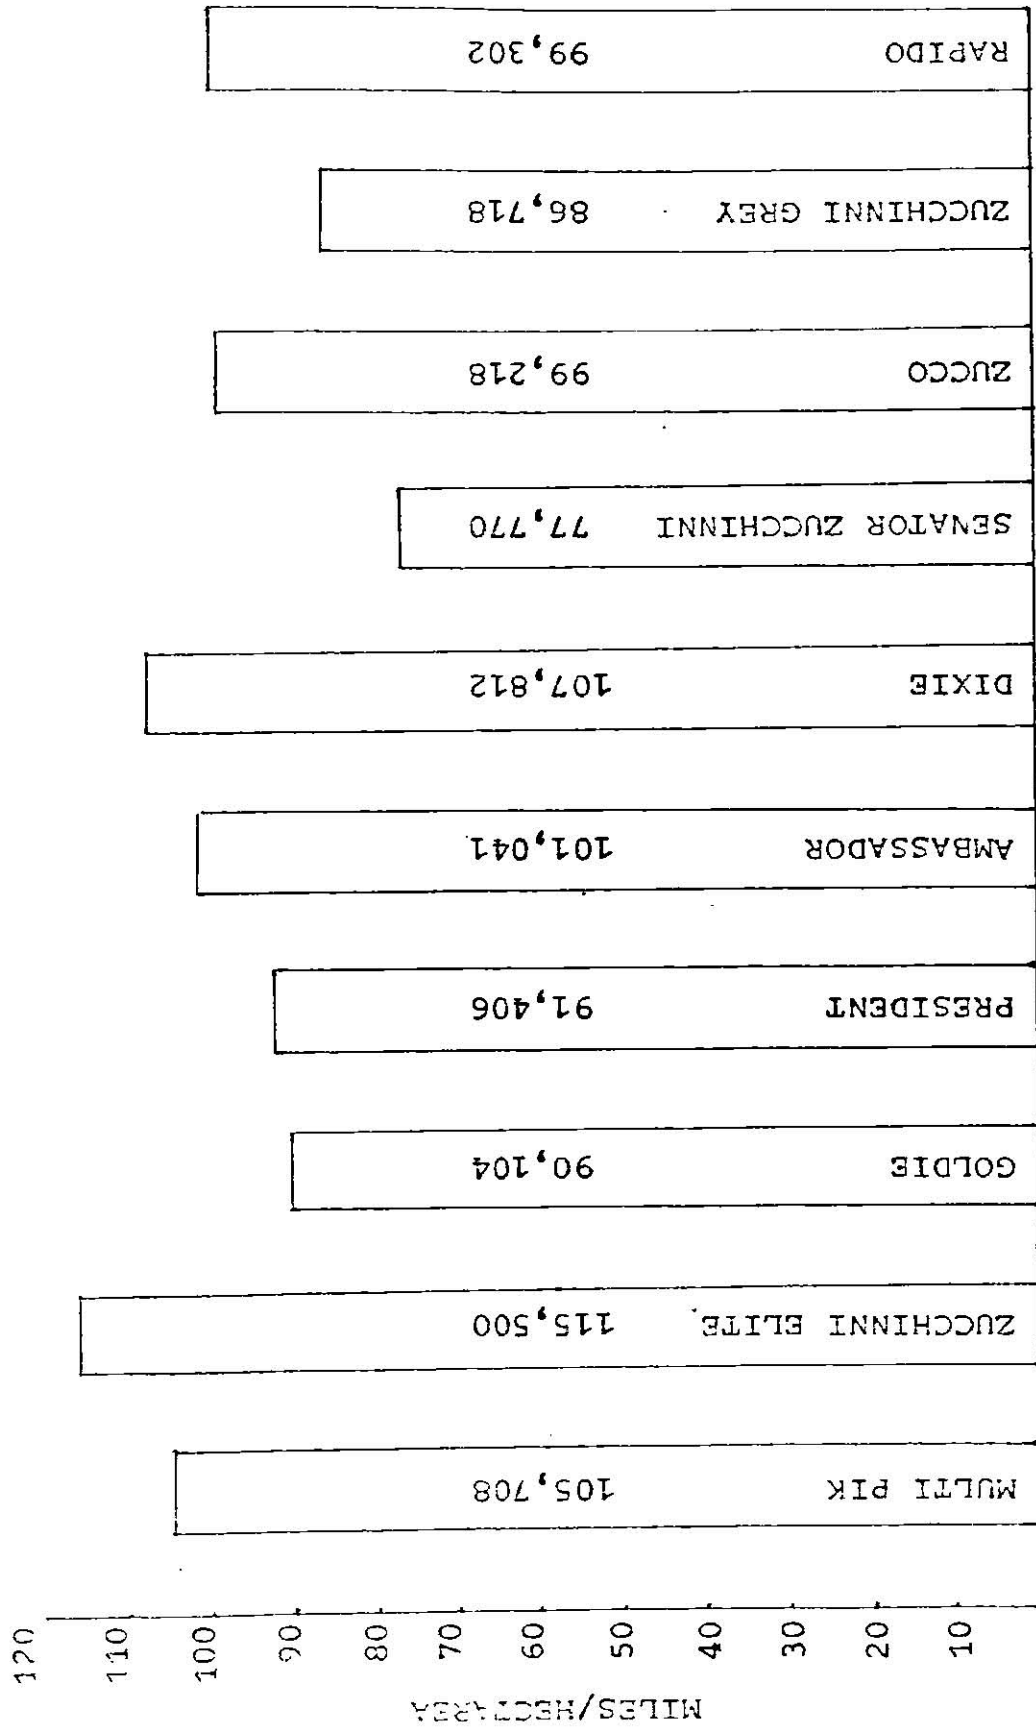 MILES/HECTAREA
120
110
100
90
80
70
60
50
40
30
20
10
MULTI PIK 105,708
ZUCCHINNI ELITE 115,500
GOLDIE 90,104
PRESIDENT 91,406
AMBASSADOR 101,041
DIXIE 107,812
SENATOR ZUCCHINNI 77,770
ZUCCO 99,218
ZUCCHINNI GREY 86,718
RAPIDO 99,302